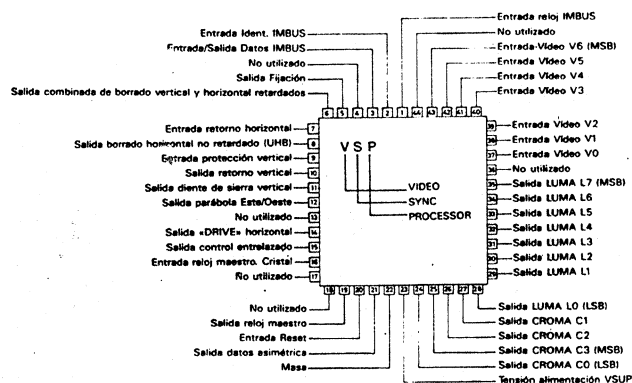 Entrada reloj IMBUS
Entrada Ident. IMBUS
No utilizado
Entrada/Salida Datos IMBUS
Entrada-Vídeo V6 (MSB)
No utilizado
Entrada Vídeo V5
Salida Fijación
Entrada Vídeo V4
Salida combinada de borrado vertical y horizontal retardados
Entrada Vídeo V3
6 5 4 3 2 1 44 43 42 41 40
Entrada retorno horizontal 7
39 Entrada Vídeo V2
Salida borrado horizontal no retardado (UHB) 8
38 Entrada Vídeo V1
Entrada protección vertical 9
37 Entrada Vídeo V0
Salida retorno vertical 10
36 No utilizado
Salida diente de sierra vertical 11
35 Salida LUMA L7 (MSB)
Salida parábola Este/Oeste 12
34 Salida LUMA L6
No utilizado 13
33 Salida LUMA L5
Salida «DRIVE» horizontal 14
32 Salida LUMA L4
Salida control entrelazado 15
31 Salida LUMA L3
Entrada reloj maestro. Cristal 16
30 Salida LUMA L2
No utilizado 17
29 Salida LUMA L1
V S P
VIDEO
SYNC
PROCESSOR
18 19 20 21 22 23 24 25 26 27 28
No utilizado
Salida LUMA L0 (LSB)
Salida reloj maestro
Salida CROMA C1
Entrada Reset
Salida CROMA C2
Salida datos asimétrica
Salida CROMA C3 (MSB)
Masa
Salida CROMA C0 (LSB)
Tensión alimentación VSUP